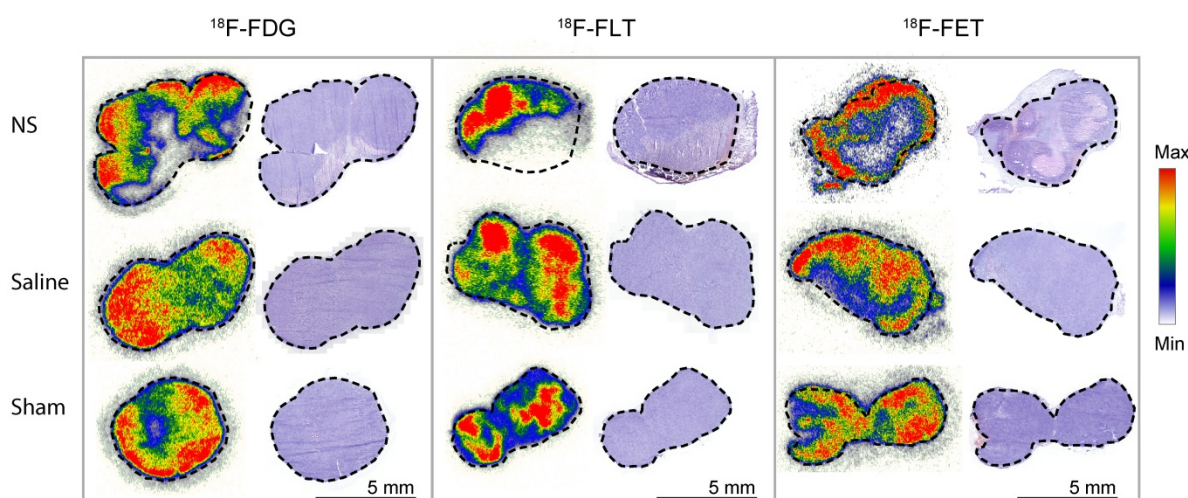 ¹⁸F-FDG
¹⁸F-FLT
¹⁸F-FET
NS
Saline
Sham
Max
Min
5 mm
5 mm
5 mm